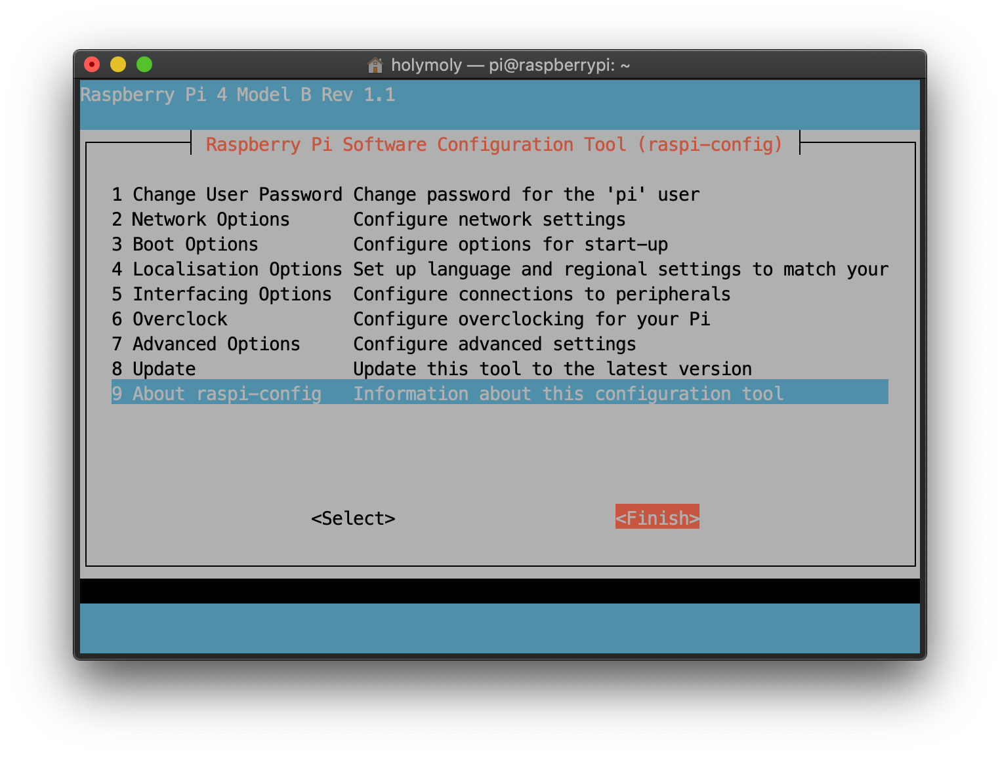 holymoly — pi@raspberrypi: ~
Raspberry Pi 4 Model B Rev 1.1
Raspberry Pi Software Configuration Tool (raspi-config)
1 Change User Password Change password for the 'pi' user
2 Network Options Configure network settings
3 Boot Options Configure options for start-up
4 Localisation Options Set up language and regional settings to match your
5 Interfacing Options Configure connections to peripherals
6 Overclock Configure overclocking for your Pi
7 Advanced Options Configure advanced settings
8 Update Update this tool to the latest version
9 About raspi-config Information about this configuration tool
<Select> <Finish>